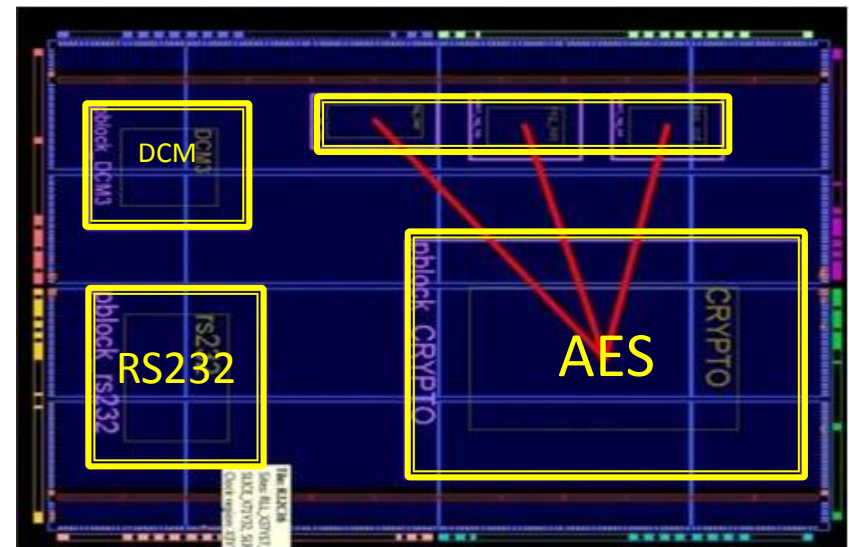 DCM
DCM3
pblock_DCM3
RS232
rs232
pblock_rs232
AES
CRYPTO
pblock_CRYPTO